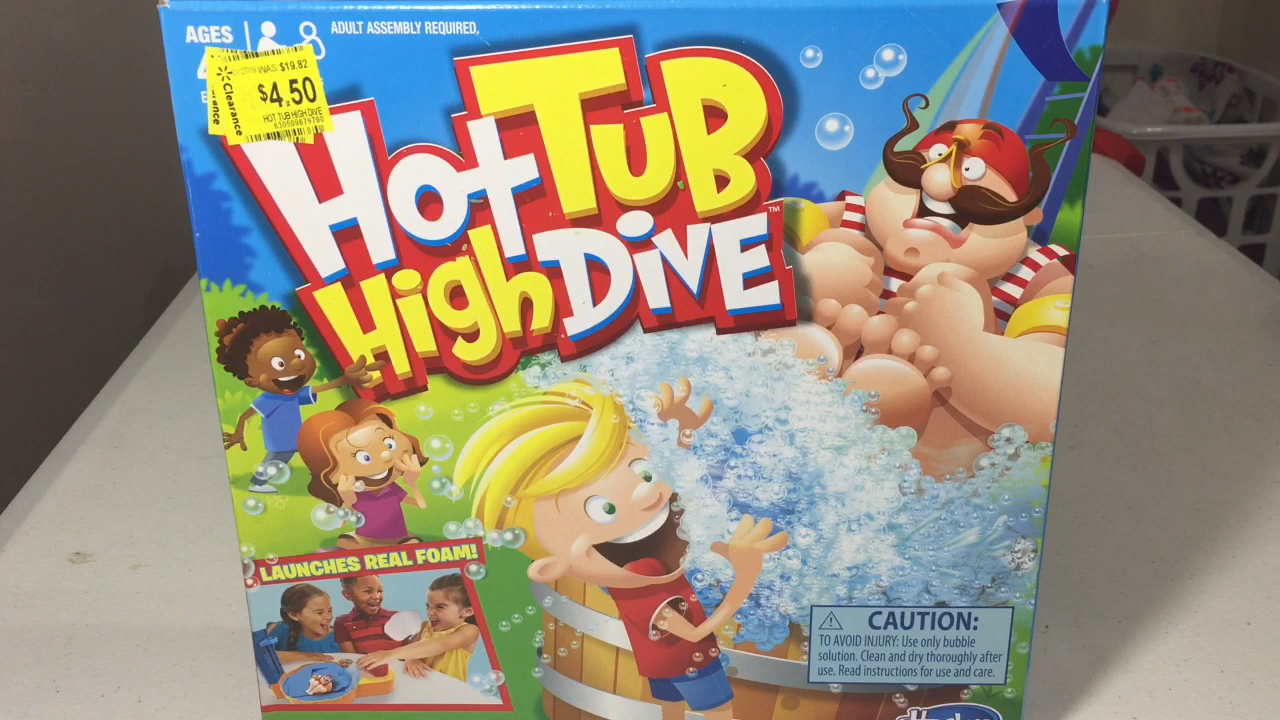 AGES
ADULT ASSEMBLY REQUIRED.
WAS: $19.82
$4.50
HOT TUB HIGH DIVE
Clearance
HOT TUB
HIGH DIVE™
LAUNCHES REAL FOAM!
CAUTION:
TO AVOID INJURY: Use only bubble
solution. Clean and dry thoroughly after
use. Read instructions for use and care.